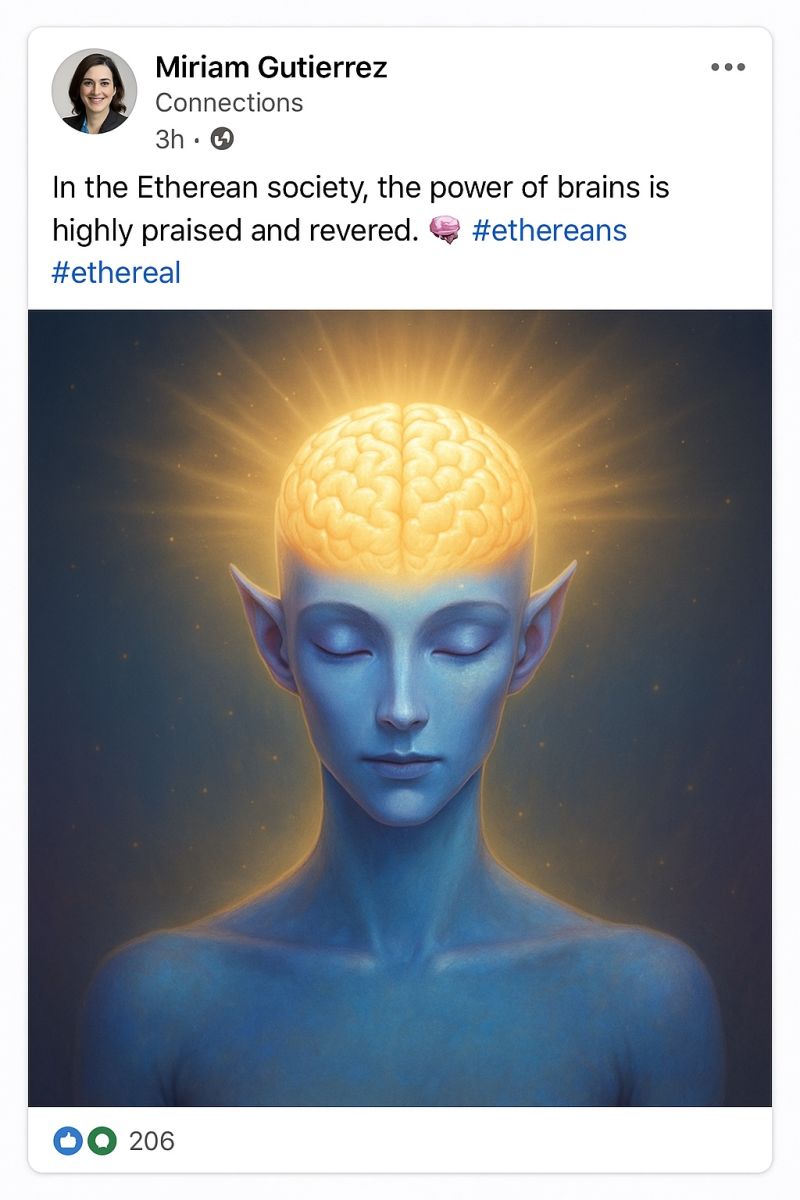 Miriam Gutierrez
Connections
3h •
In the Etherean society, the power of brains is
highly praised and revered. 🧠 #ethereans
#ethereal
206